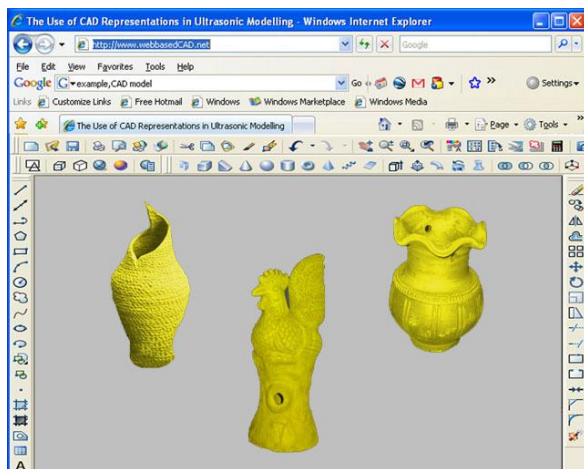 The Use of CAD Representations in Ultrasonic Modelling - Windows Internet Explorer
http://www.webbasedCAD.net Google
File Edit View Favorites Tools Help
Google G example,CAD model Go Settings
Links Customize Links Free Hotmail Windows Windows Marketplace Windows Media
The Use of CAD Representations in Ultrasonic Modelling Page Tools
A
A